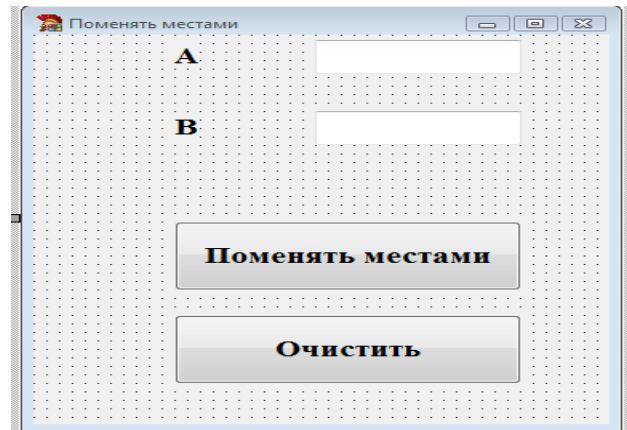 Поменять местами
A
B
Поменять местами
Очистить